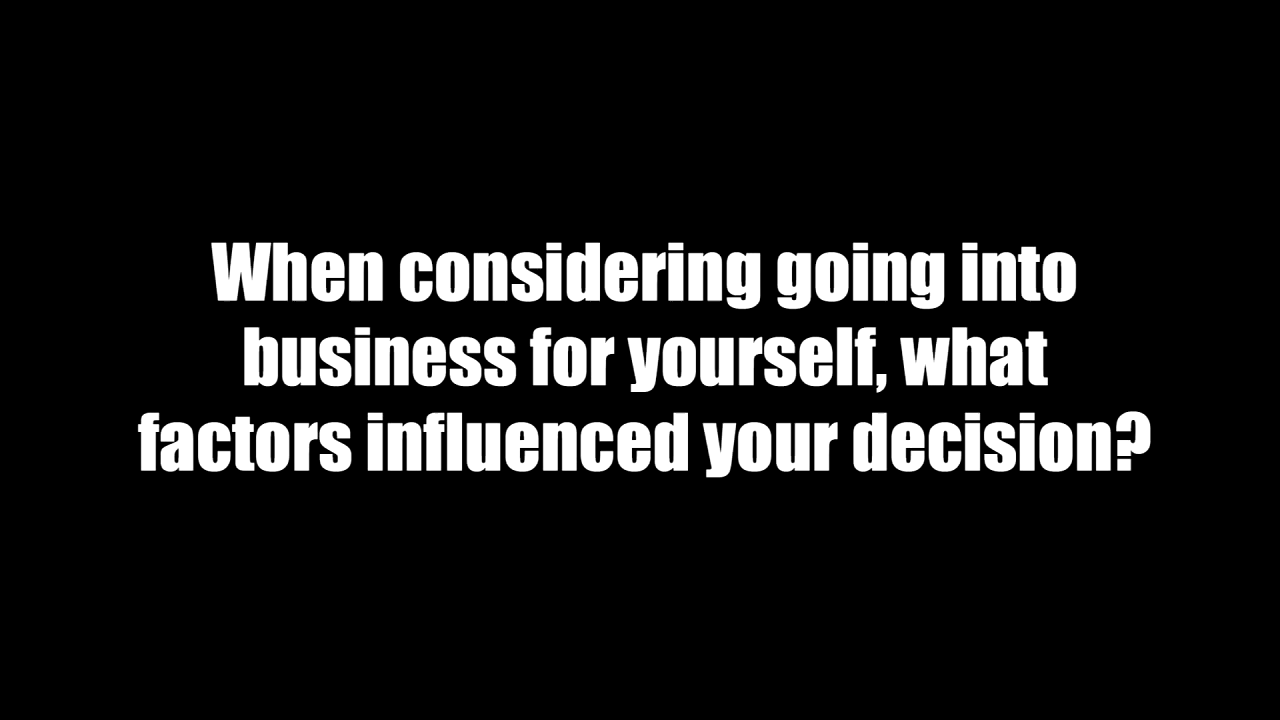 When considering going into
business for yourself, what
factors influenced your decision?